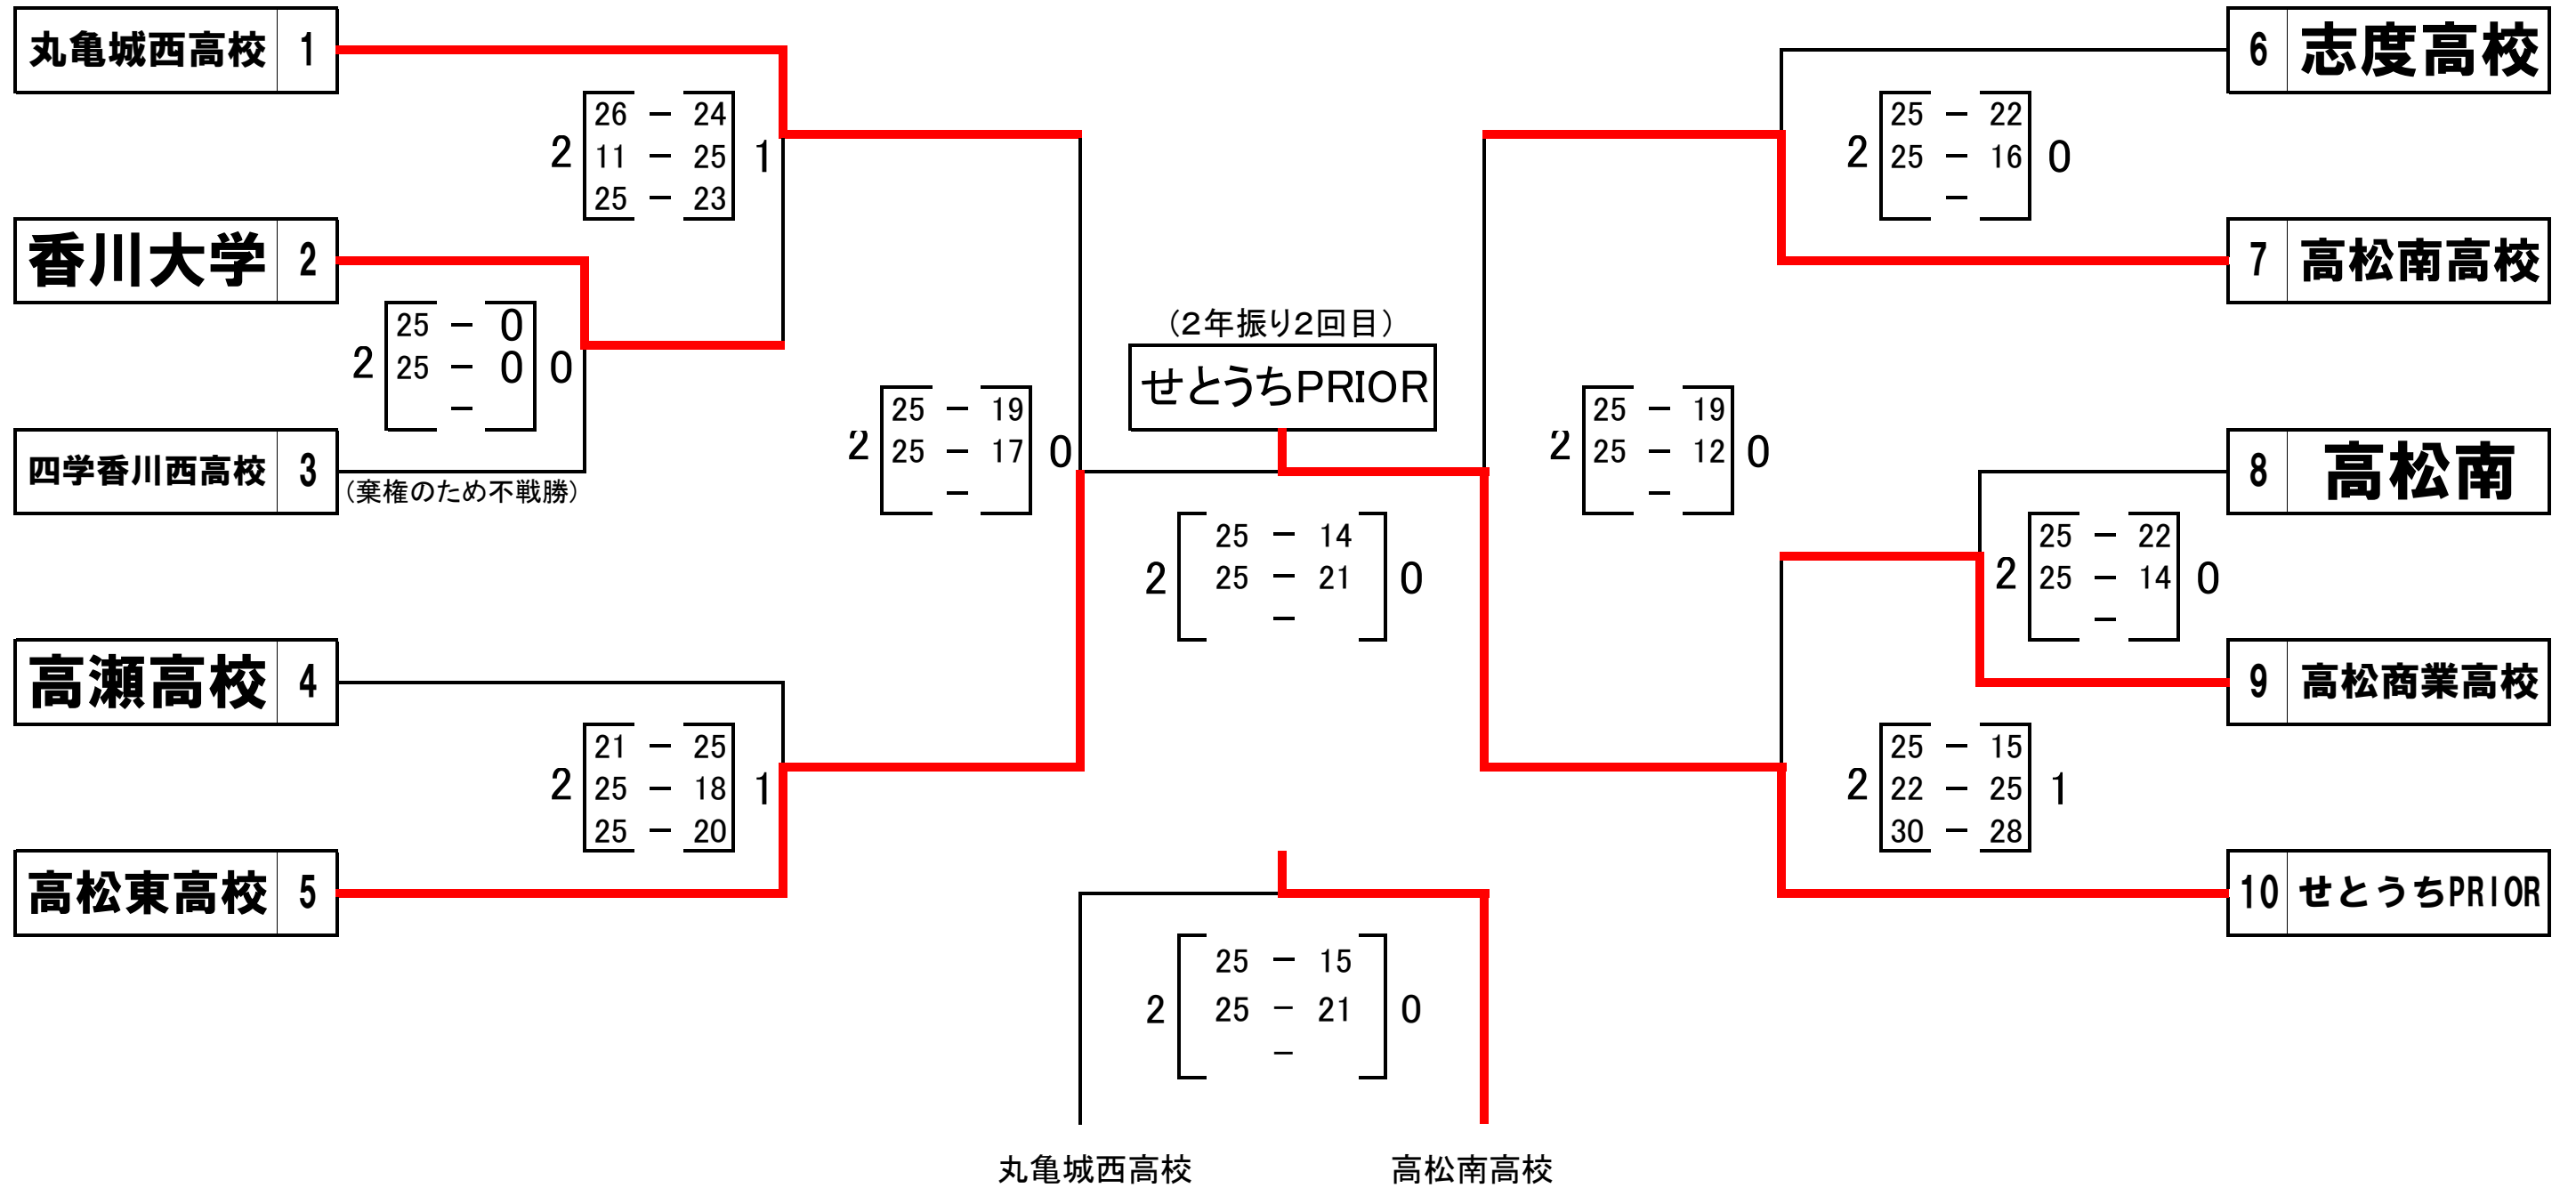 丸亀城西高校 1
26 － 24
2 11 － 25 1
25 － 23
香川大学 2
25 － 0
2 25 － 0 0
－
四学香川西高校 3
(棄権のため不戦勝)
高瀬高校 4
21 － 25
2 25 － 18 1
25 － 20
高松東高校 5
25 － 19
2 25 － 17 0
－
(2年振り2回目)
せとうちPRIOR
25 － 14
2 25 － 21 0
－
25 － 15
2 25 － 21 0
－
丸亀城西高校 高松南高校
25 － 19
2 25 － 12 0
－
6 志度高校
25 － 22
2 25 － 16 0
－
7 高松南高校
8 高松南
25 － 22
2 25 － 14 0
－
9 高松商業高校
25 － 15
2 22 － 25 1
30 － 28
10 せとうちPRIOR